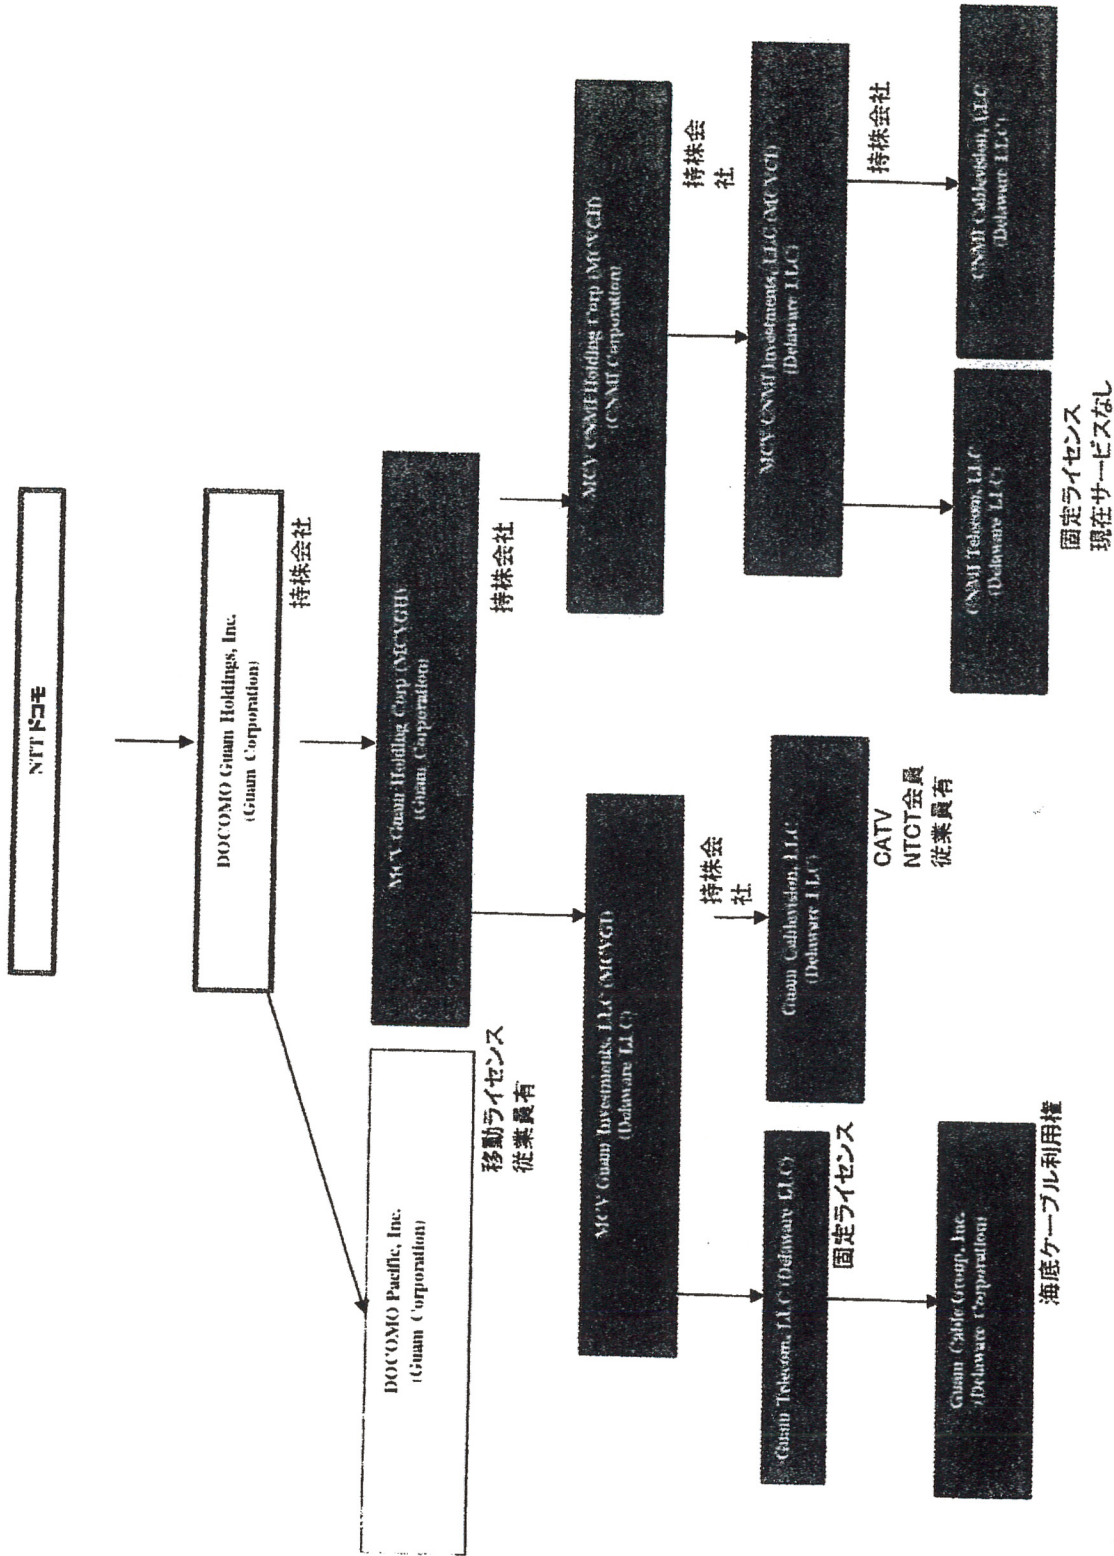 NTTドコモ
DOCOMO Guam Holdings, Inc.
(Guam Corporation)
持株会社
DOCOMO Pacific, Inc.
(Guam Corporation)
移動ライセンス
従業員有
MCV Guam Holding Corp (MCVGH)
(Guam Corporation)
持株会社
MCV Guam Investments, LLC (MCVGI)
(Delaware LLC)
持株会
社
MCV CNMI Holding Corp (MCVCH)
(CNMI Corporation)
持株会
社
Guam Telecom, LLC (Delaware LLC)
固定ライセンス
Guam Cablevision, LLC
(Delaware LLC)
CATV
NTCT会員
従業員有
MCV CNMI Investments, LLC (MCVCI)
(Delaware LLC)
持株会社
Guam Cable Group, Inc.
(Delaware Corporation)
海底ケーブル利用権
CNMI Telecom, LLC
(Delaware LLC)
固定ライセンス
現在サービスなし
CNMI Cablevision, LLC
(Delaware LLC)